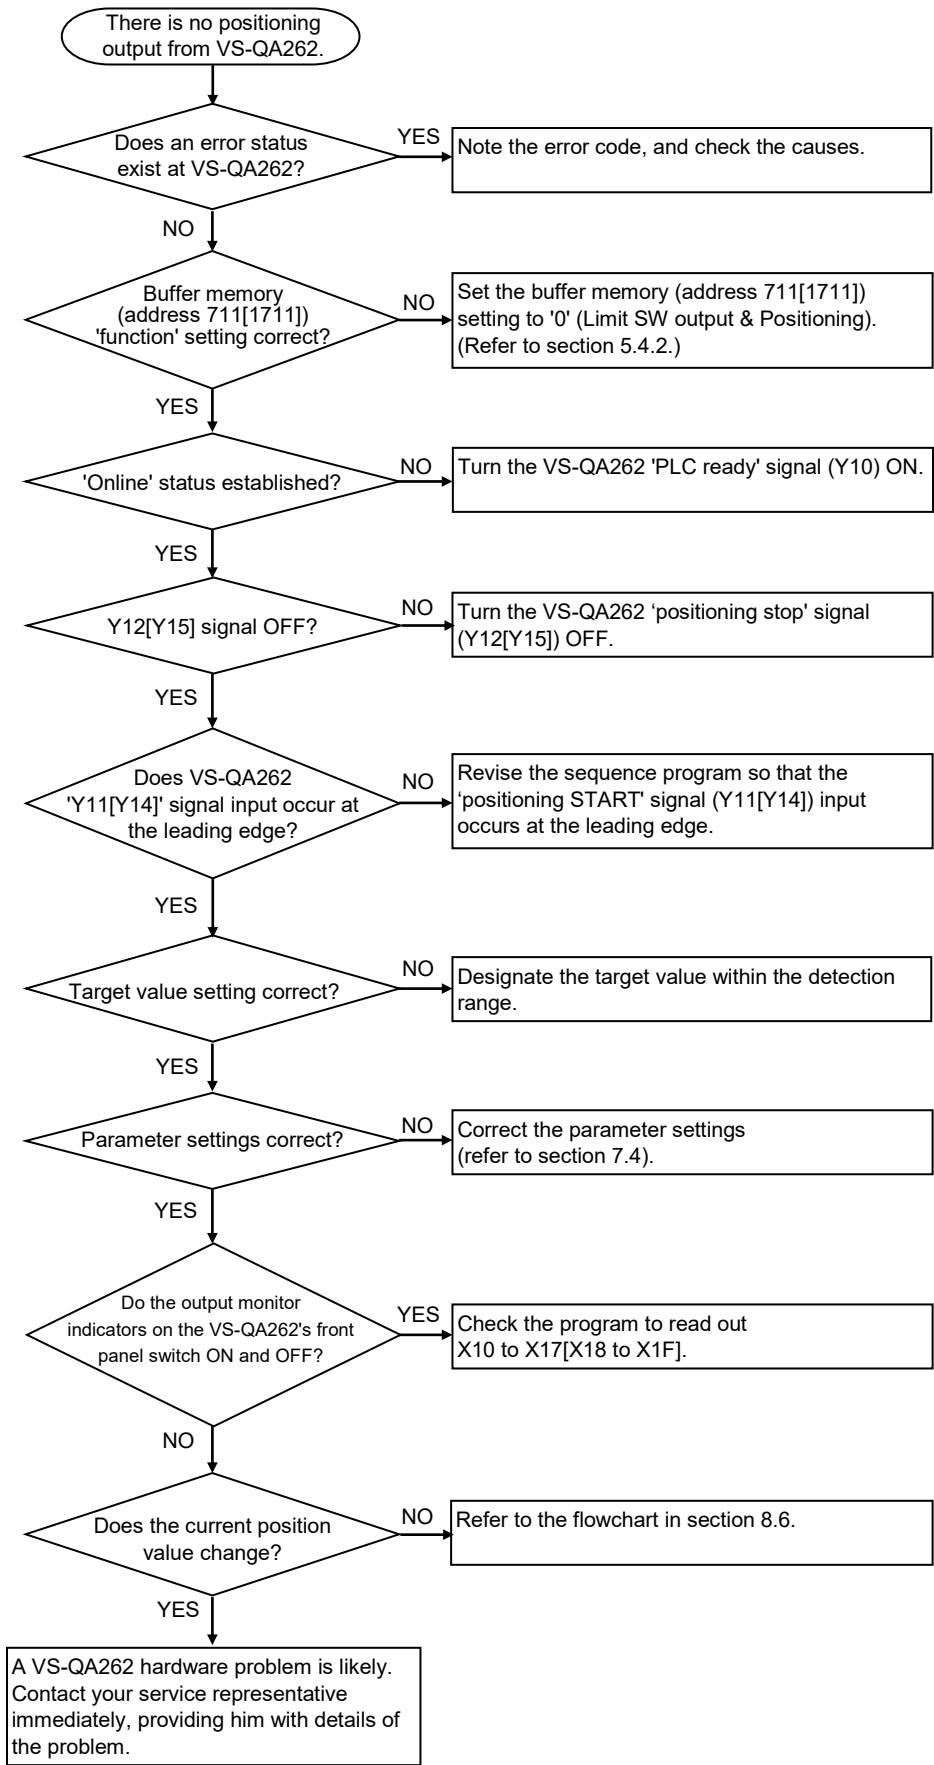 There is no positioning
output from VS-QA262.
Does an error status
exist at VS-QA262?
YES
Note the error code, and check the causes.
NO
Buffer memory
(address 711[1711])
'function' setting correct?
NO
Set the buffer memory (address 711[1711])
setting to '0' (Limit SW output & Positioning).
(Refer to section 5.4.2.)
YES
'Online' status established?
NO
Turn the VS-QA262 'PLC ready' signal (Y10) ON.
YES
Y12[Y15] signal OFF?
NO
Turn the VS-QA262 ‘positioning stop' signal
(Y12[Y15]) OFF.
YES
Does VS-QA262
'Y11[Y14]' signal input occur at
the leading edge?
NO
Revise the sequence program so that the
‘positioning START' signal (Y11[Y14]) input
occurs at the leading edge.
YES
Target value setting correct?
NO
Designate the target value within the detection
range.
YES
Parameter settings correct?
NO
Correct the parameter settings
(refer to section 7.4).
YES
Do the output monitor
indicators on the VS-QA262's front
panel switch ON and OFF?
YES
Check the program to read out
X10 to X17[X18 to X1F].
NO
Does the current position
value change?
NO
Refer to the flowchart in section 8.6.
YES
A VS-QA262 hardware problem is likely.
Contact your service representative
immediately, providing him with details of
the problem.